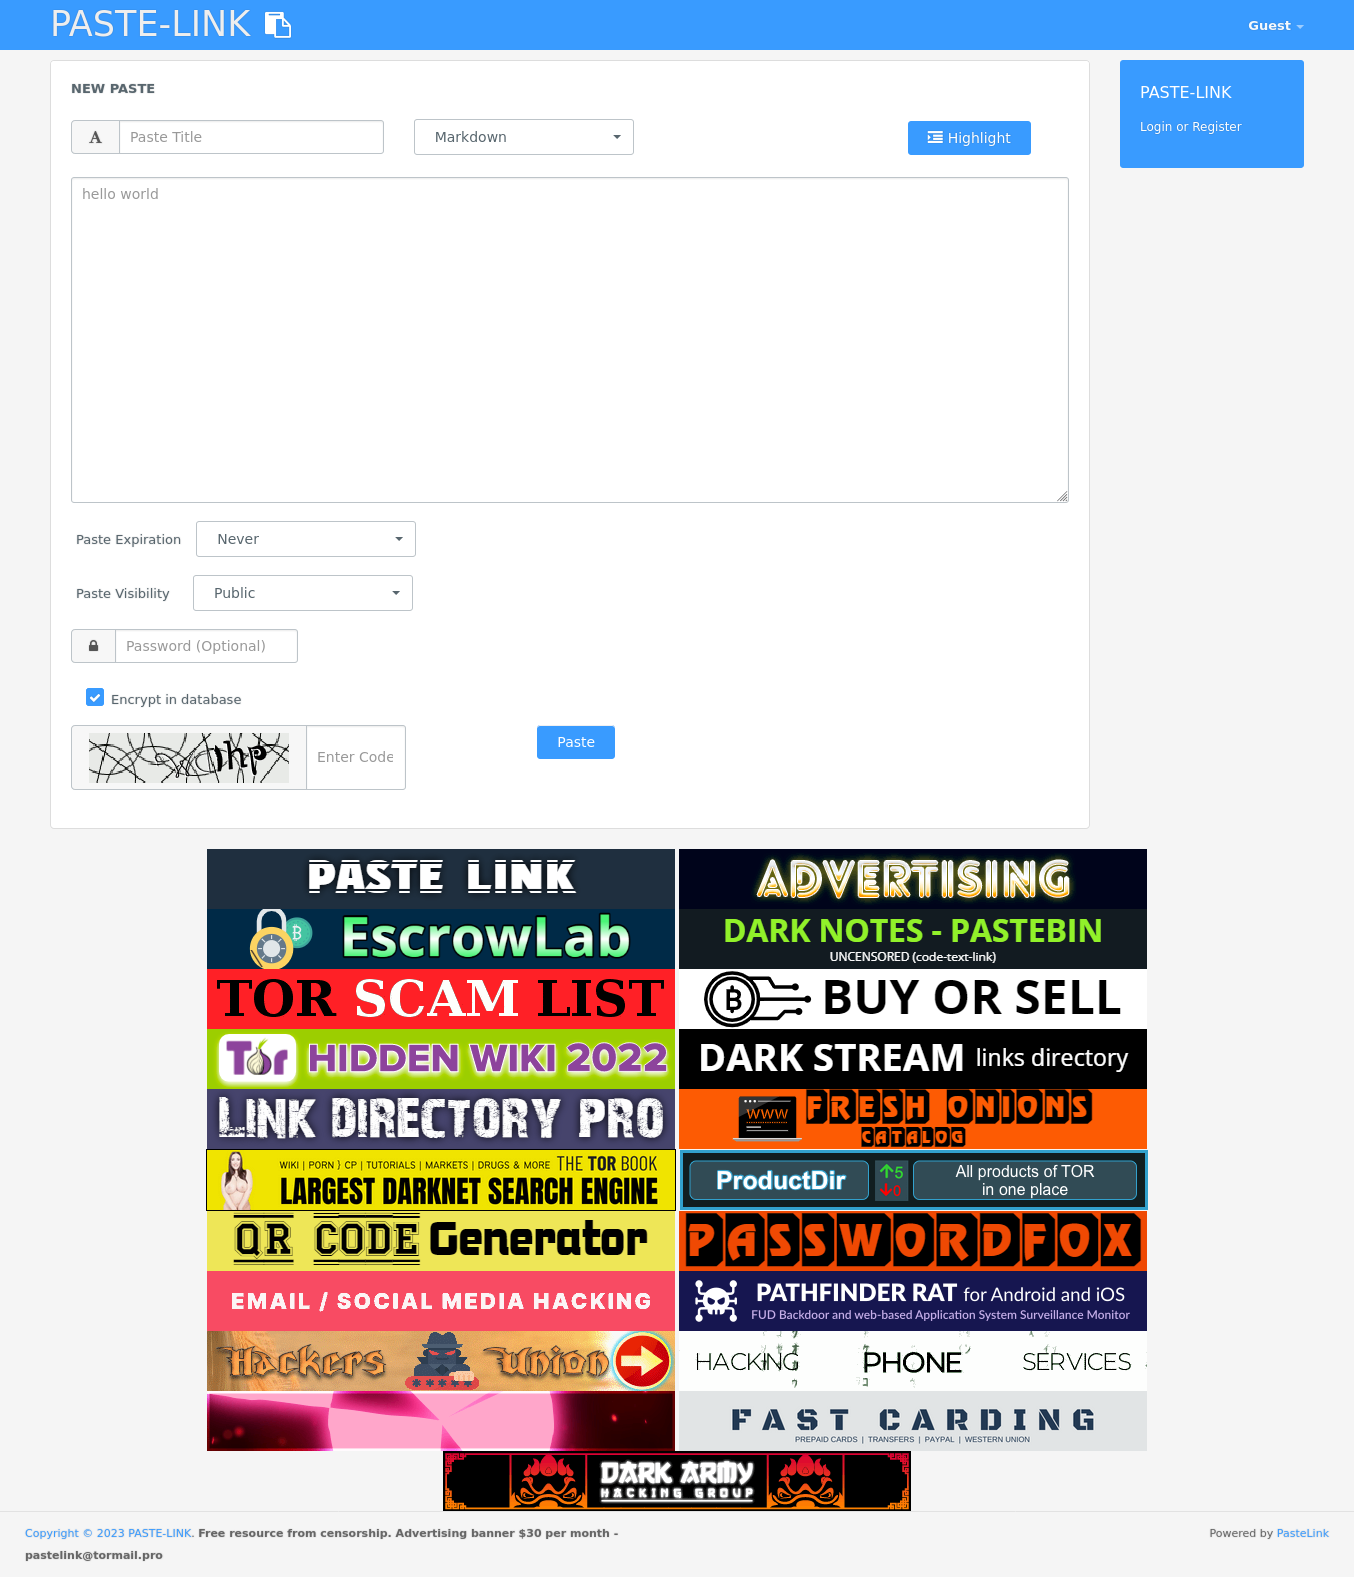 PASTE-LINK
Guest
NEW PASTE
PASTE-LINK
Login or Register
A Paste Title
Markdown
Highlight
hello world
Paste Expiration Never
Paste Visibility Public
Password (Optional)
Encrypt in database
Enter Code
Paste
PASTE LINK
ADVERTISING
EscrowLab
DARK NOTES - PASTEBIN
UNCENSORED (code-text-link)
TOR SCAM LIST
BUY OR SELL
Tor HIDDEN WIKI 2022
DARK STREAM links directory
LINK DIRECTORY PRO
WWW FRESH ONIONS
CATALOG
WIKI | PORN } CP | TUTORIALS | MARKETS | DRUGS & MORE THE TOR BOOK
LARGEST DARKNET SEARCH ENGINE
ProductDir
5
0
All products of TOR
in one place
QR CODE Generator
PASSWORDFOX
EMAIL / SOCIAL MEDIA HACKING
PATHFINDER RAT for Android and iOS
FUD Backdoor and web-based Application System Surveillance Monitor
Hackers Union
HACKING PHONE SERVICES
FAST CARDING
PREPAID CARDS | TRANSFERS | PAYPAL | WESTERN UNION
DARK ARMY
HACKING GROUP
Copyright © 2023 PASTE-LINK. Free resource from censorship. Advertising banner $30 per month -
pastelink@tormail.pro
Powered by PasteLink